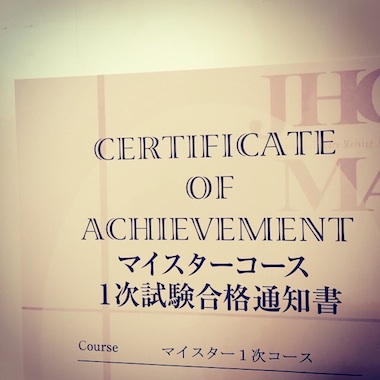 CERTIFICATE
OF
ACHIEVEMENT
マイスターコース
1次試験合格通知書
Course マイスター1次コース